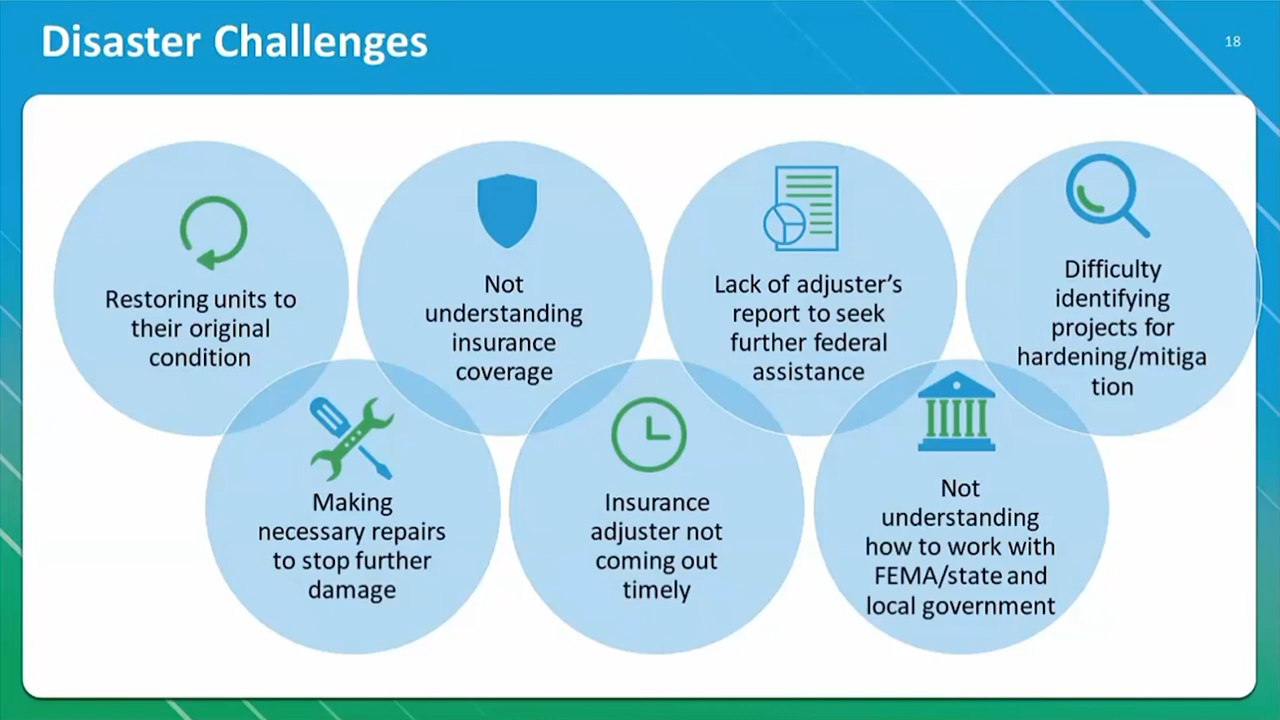 Disaster Challenges
18
Restoring units to
their original
condition
Not
understanding
insurance
coverage
Lack of adjuster's
report to seek
further federal
assistance
Difficulty
identifying
projects for
hardening/mitiga
tion
Making
necessary repairs
to stop further
damage
Insurance
adjuster not
coming out
timely
Not
understanding
how to work with
FEMA/state and
local government